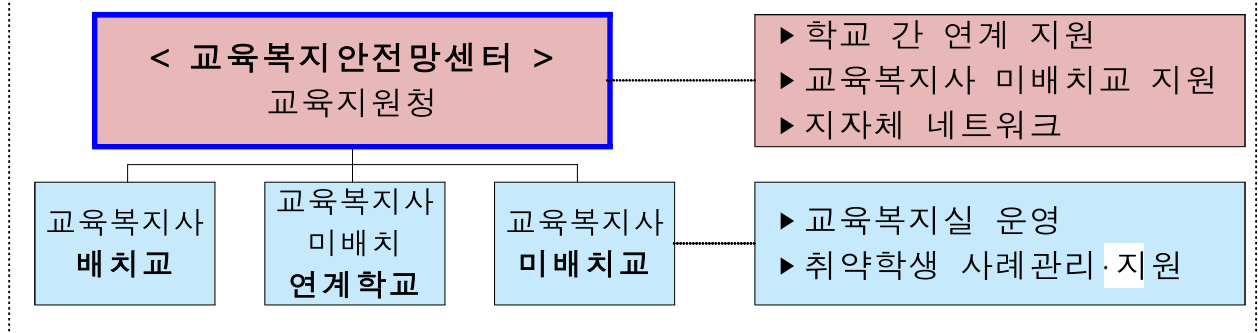 < 교육복지안전망센터 >
교육지원청
▶ 학교 간 연계 지원
▶ 교육복지사 미배치교 지원
▶ 지자체 네트워크
교육복지사
배치교
교육복지사
미배치
연계학교
교육복지사
미배치교
▶ 교육복지실 운영
▶ 취약학생 사례관리·지원